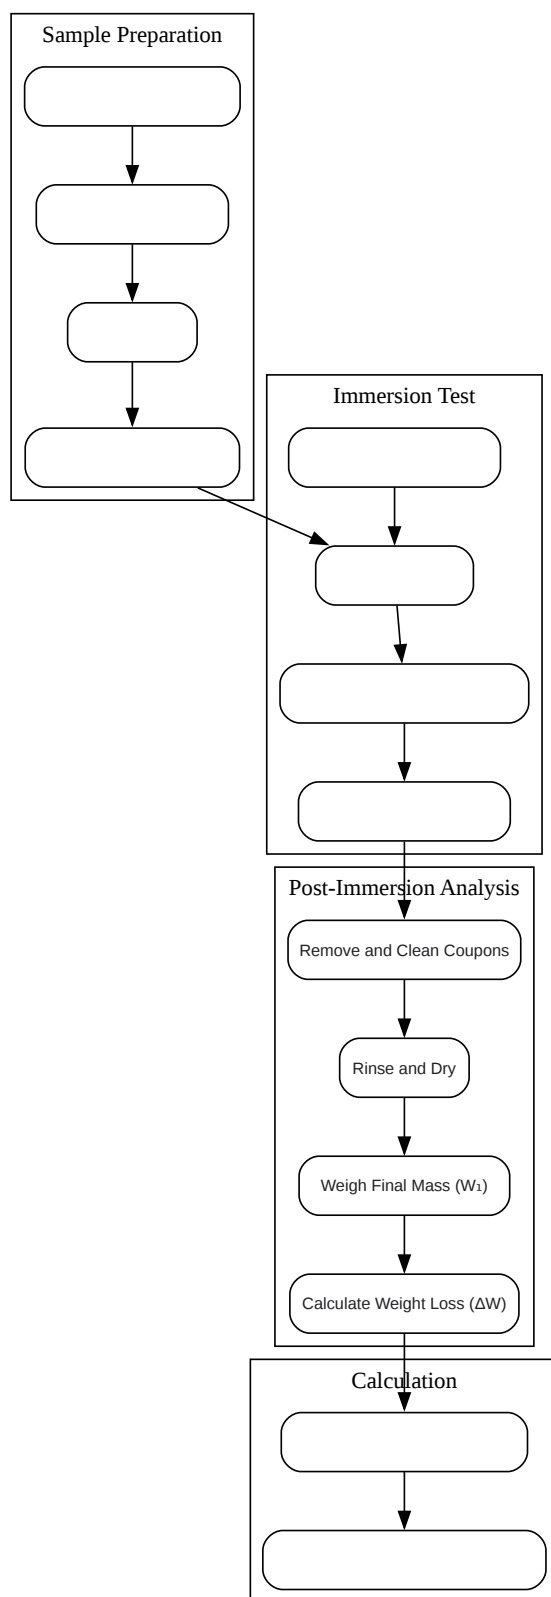 Sample Preparation
Immersion Test
Post-Immersion Analysis
Remove and Clean Coupons
Rinse and Dry
Weigh Final Mass (W₁)
Calculate Weight Loss (ΔW)
Calculation